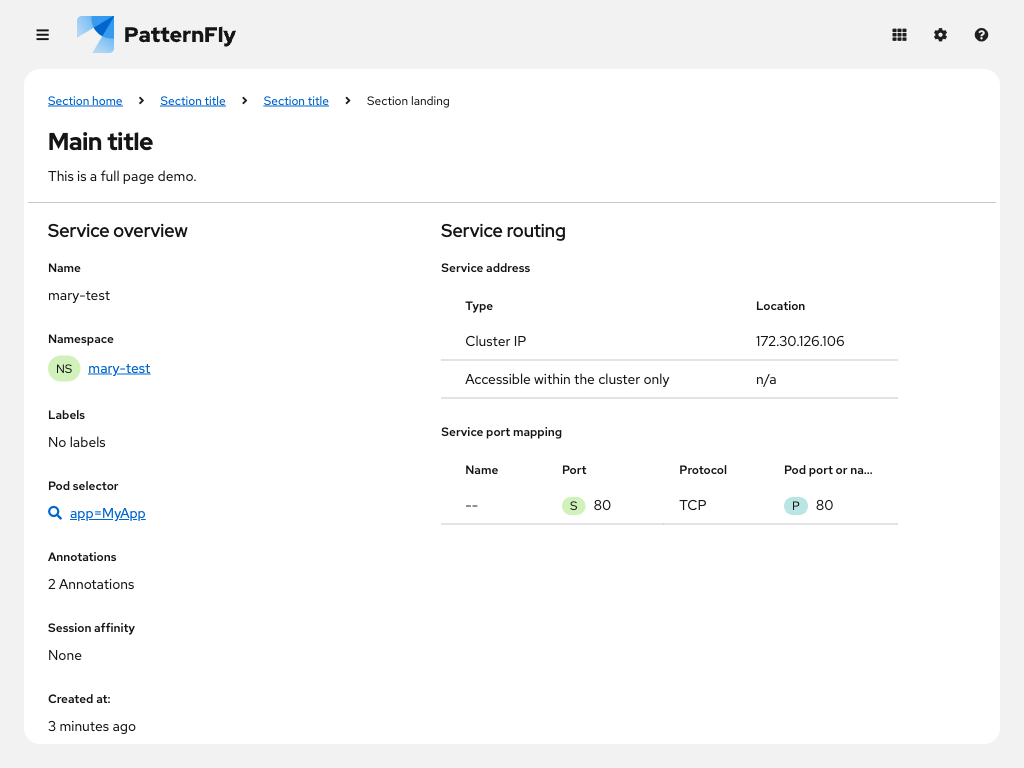 PatternFly
Section home Section title Section title Section landing
Main title
This is a full page demo.
Service overview
Name
mary-test
Namespace
NS mary-test
Labels
No labels
Pod selector
app=MyApp
Annotations
2 Annotations
Session affinity
None
Created at:
3 minutes ago
Service routing
Service address
Type Location
Cluster IP 172.30.126.106
Accessible within the cluster only n/a
Service port mapping
Name Port Protocol Pod port or na...
-- S 80 TCP P 80